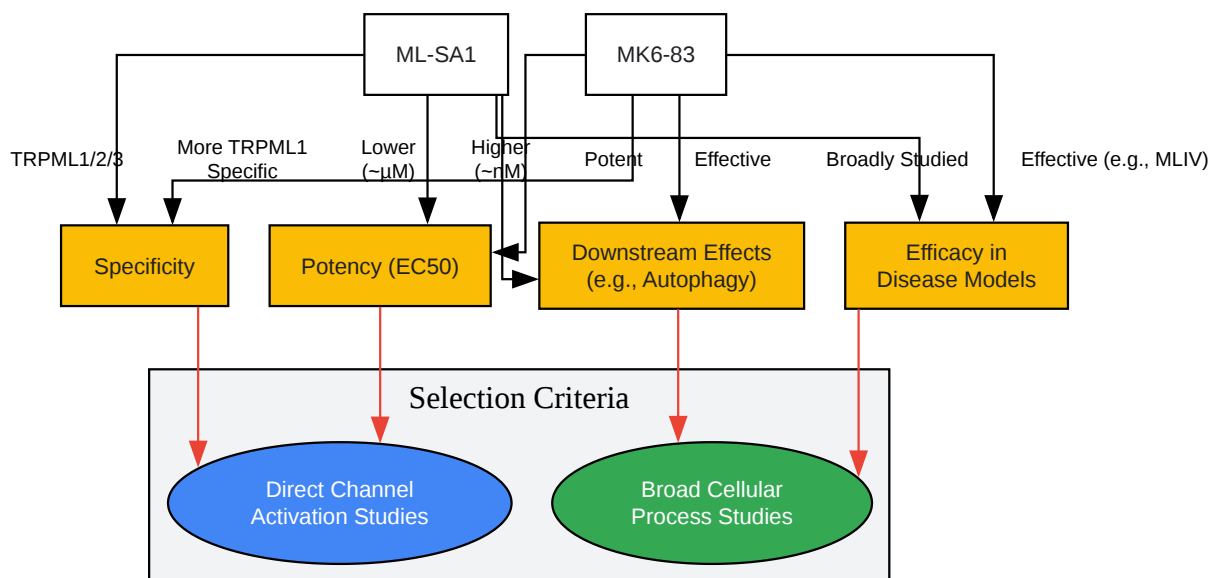 ML-SA1
MK6-83
TRPML1/2/3
More TRPML1
Specific
Lower
(~µM)
Higher
(~nM)
Potent
Effective
Broadly Studied
Effective (e.g., MLIV)
Specificity
Potency (EC50)
Downstream Effects
(e.g., Autophagy)
Efficacy in
Disease Models
Selection Criteria
Direct Channel
Activation Studies
Broad Cellular
Process Studies